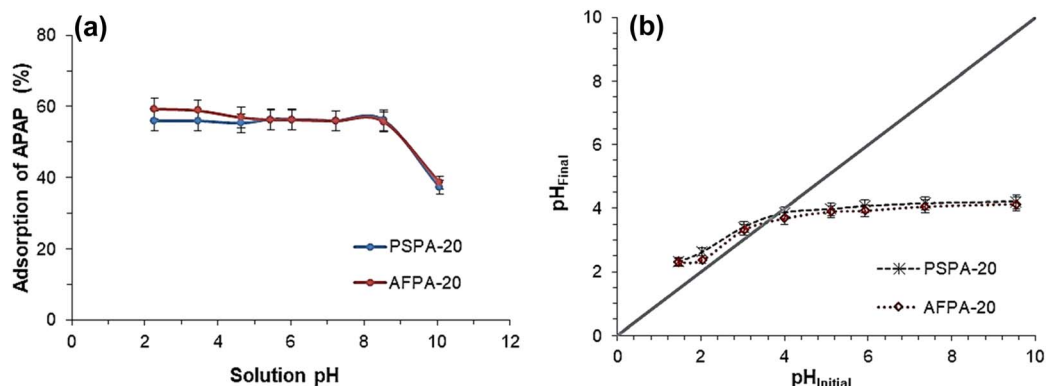 (a)
80
60
40
20
0
Adsorption of APAP (%)
PSPA-20
AFPA-20
0 2 4 6 8 10 12
Solution pH
(b)
10
8
6
4
2
0
pHFinal
PSPA-20
AFPA-20
0 2 4 6 8 10
pHInitial